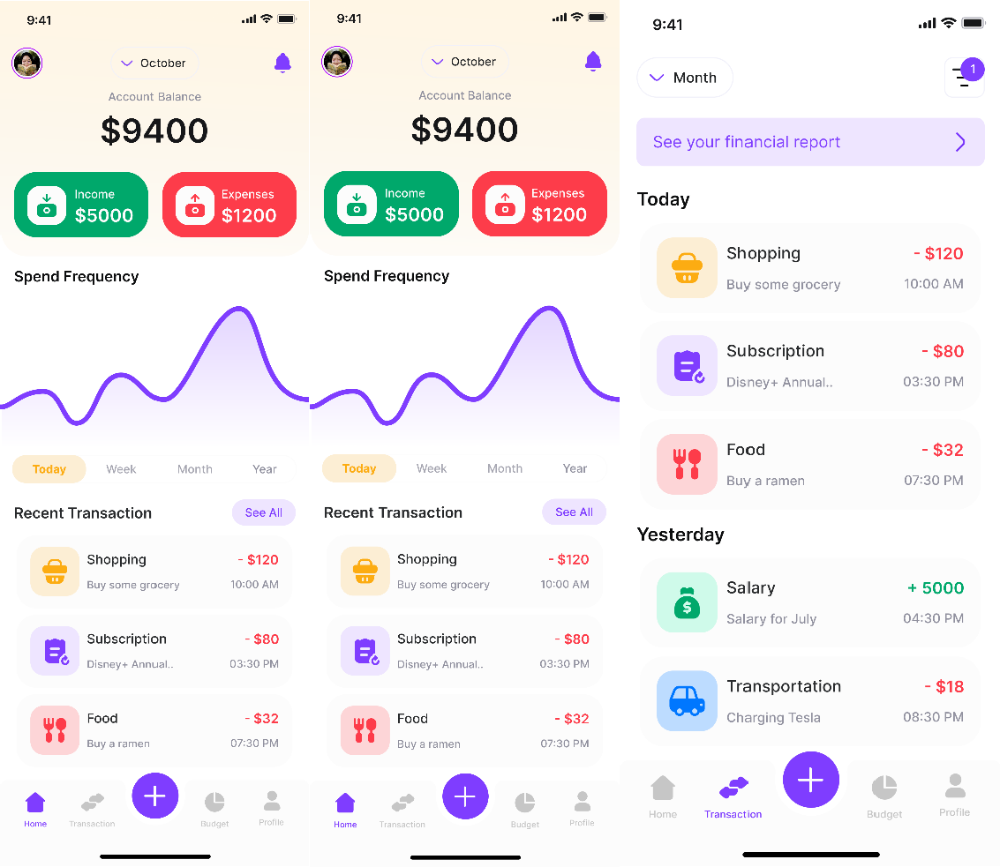 9:41
October
Account Balance
$9400
Income
$5000
Expenses
$1200
Spend Frequency
Today Week Month Year
Recent Transaction See All
Shopping - $120
Buy some grocery 10:00 AM
Subscription - $80
Disney+ Annual.. 03:30 PM
Food - $32
Buy a ramen 07:30 PM
Home Transaction Budget Profile
9:41
October
Account Balance
$9400
Income
$5000
Expenses
$1200
Spend Frequency
Today Week Month Year
Recent Transaction See All
Shopping - $120
Buy some grocery 10:00 AM
Subscription - $80
Disney+ Annual.. 03:30 PM
Food - $32
Buy a ramen 07:30 PM
Home Transaction Budget Profile
9:41
Month 1
See your financial report
Today
Shopping - $120
Buy some grocery 10:00 AM
Subscription - $80
Disney+ Annual.. 03:30 PM
Food - $32
Buy a ramen 07:30 PM
Yesterday
Salary + 5000
Salary for July 04:30 PM
Transportation - $18
Charging Tesla 08:30 PM
Home Transaction Budget Profile